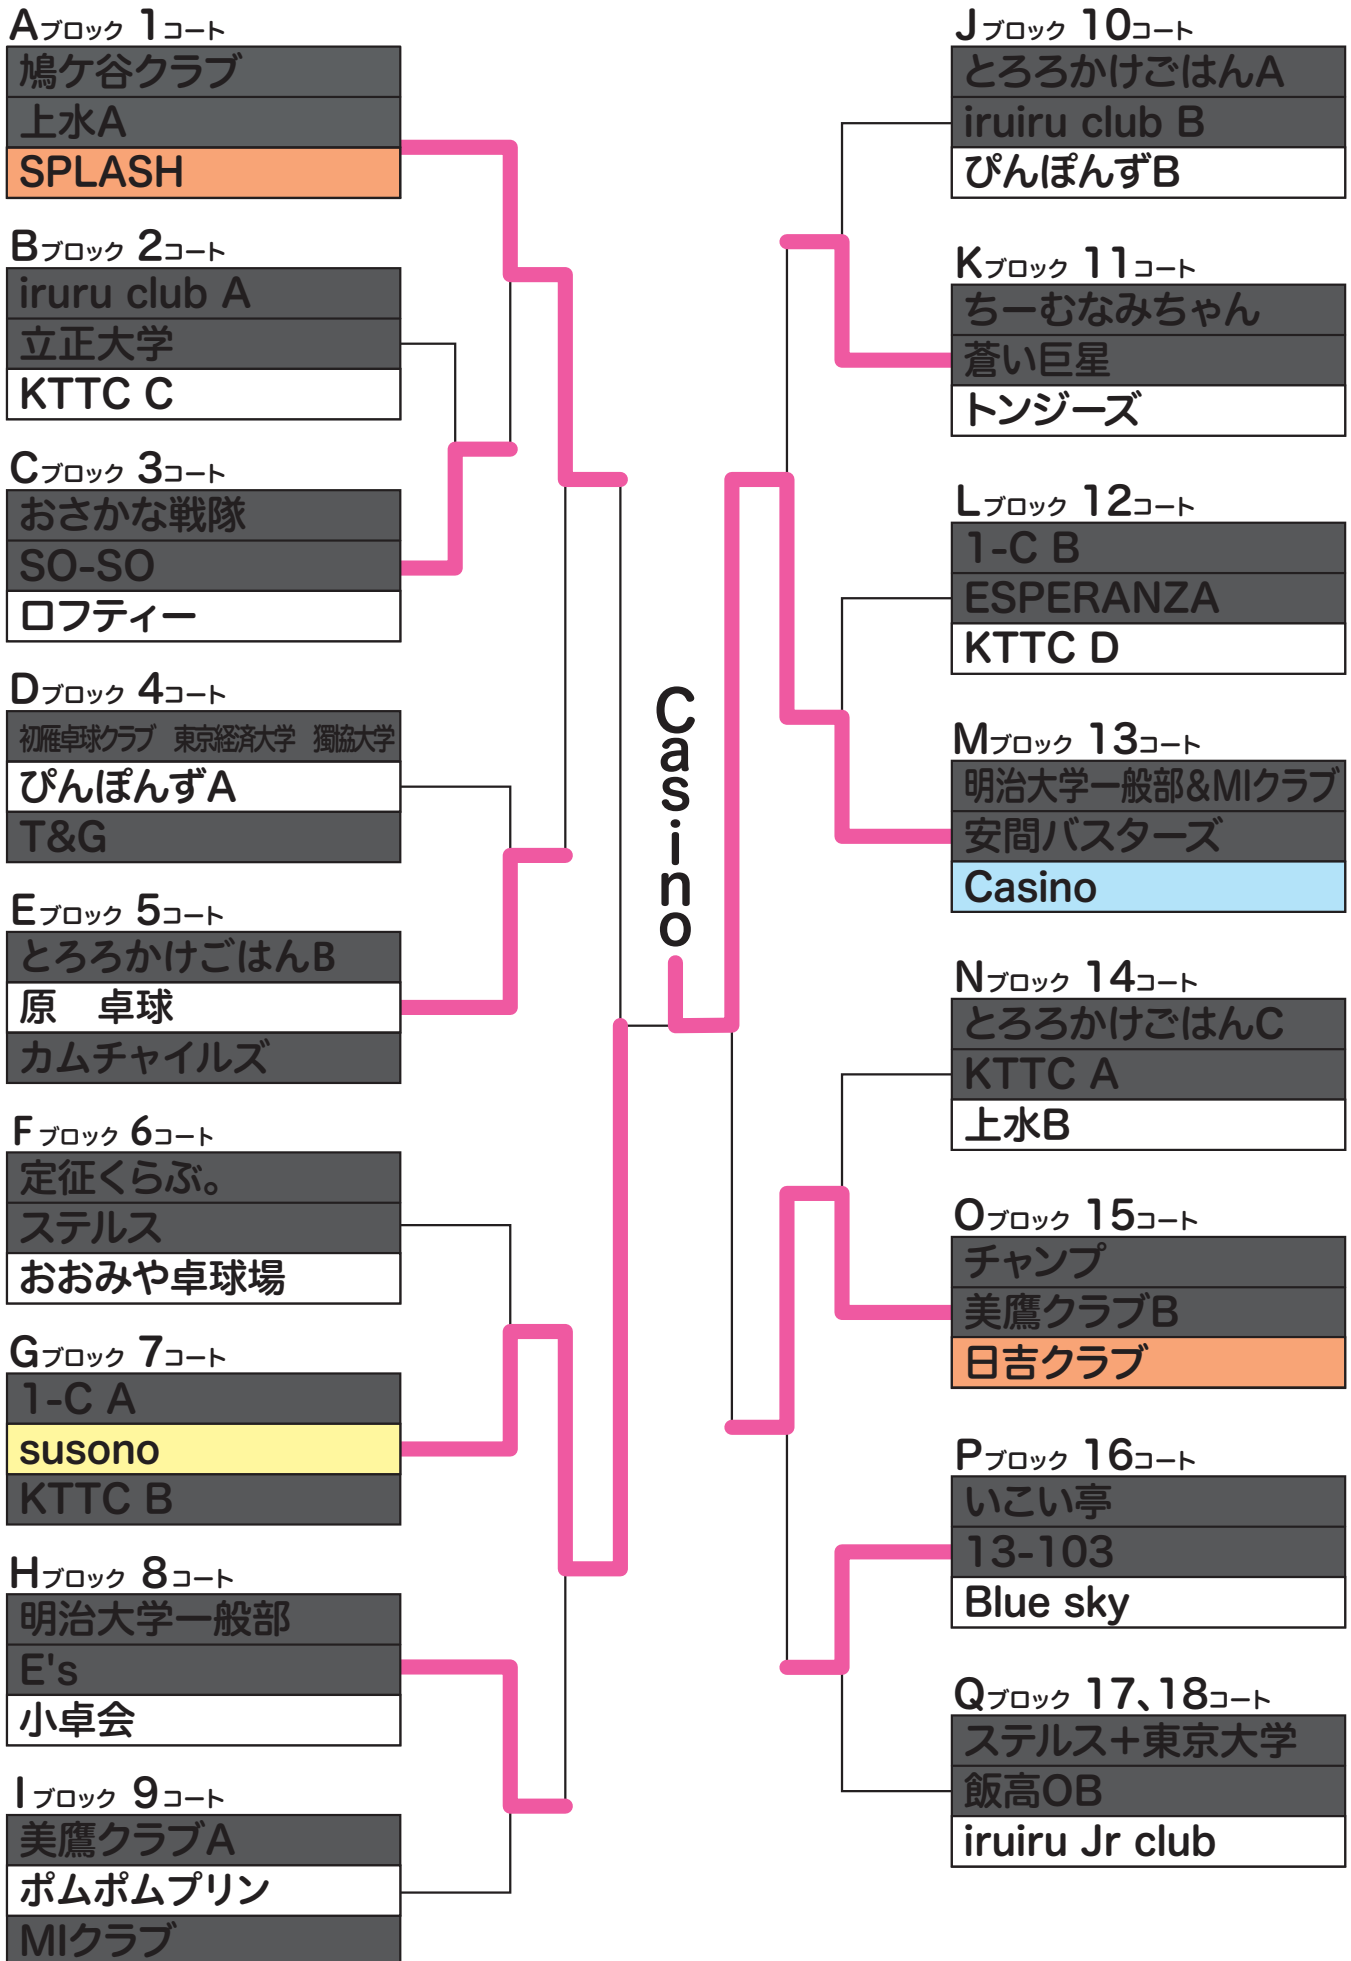 Aブロック 1コート
鳩ケ谷クラブ
上水A
SPLASH
Bブロック 2コート
iruru club A
立正大学
KTTC C
Cブロック 3コート
おさかな戦隊
SO-SO
ロフティー
Dブロック 4コート
初雁卓球クラブ 東京経済大学 獨協大学
ぴんぽんずA
T&G
Eブロック 5コート
とろろかけごはんB
原 卓球
カムチャイルズ
Fブロック 6コート
定征くらぶ。
ステルス
おおみや卓球場
Gブロック 7コート
1-C A
susono
KTTC B
Hブロック 8コート
明治大学一般部
E's
小卓会
Iブロック 9コート
美鷹クラブA
ポムポムプリン
MIクラブ
Casino
Jブロック 10コート
とろろかけごはんA
iruiru club B
ぴんぽんずB
Kブロック 11コート
ちーむなみちゃん
蒼い巨星
トンジーズ
Lブロック 12コート
1-C B
ESPERANZA
KTTC D
Mブロック 13コート
明治大学一般部&MIクラブ
安間バスターズ
Casino
Nブロック 14コート
とろろかけごはんC
KTTC A
上水B
Oブロック 15コート
チャンプ
美鷹クラブB
日吉クラブ
Pブロック 16コート
いこい亭
13-103
Blue sky
Qブロック 17、18コート
ステルス+東京大学
飯高OB
iruiru Jr club